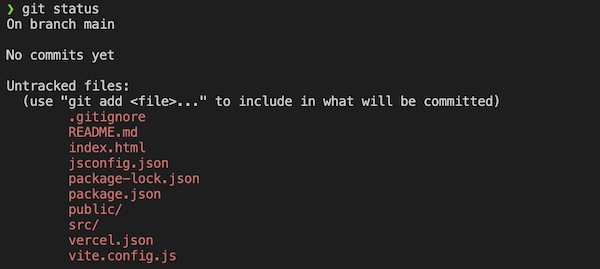 ❯ git status
On branch main

No commits yet

Untracked files:
  (use "git add <file>..." to include in what will be committed)
        .gitignore
        README.md
        index.html
        jsconfig.json
        package-lock.json
        package.json
        public/
        src/
        vercel.json
        vite.config.js